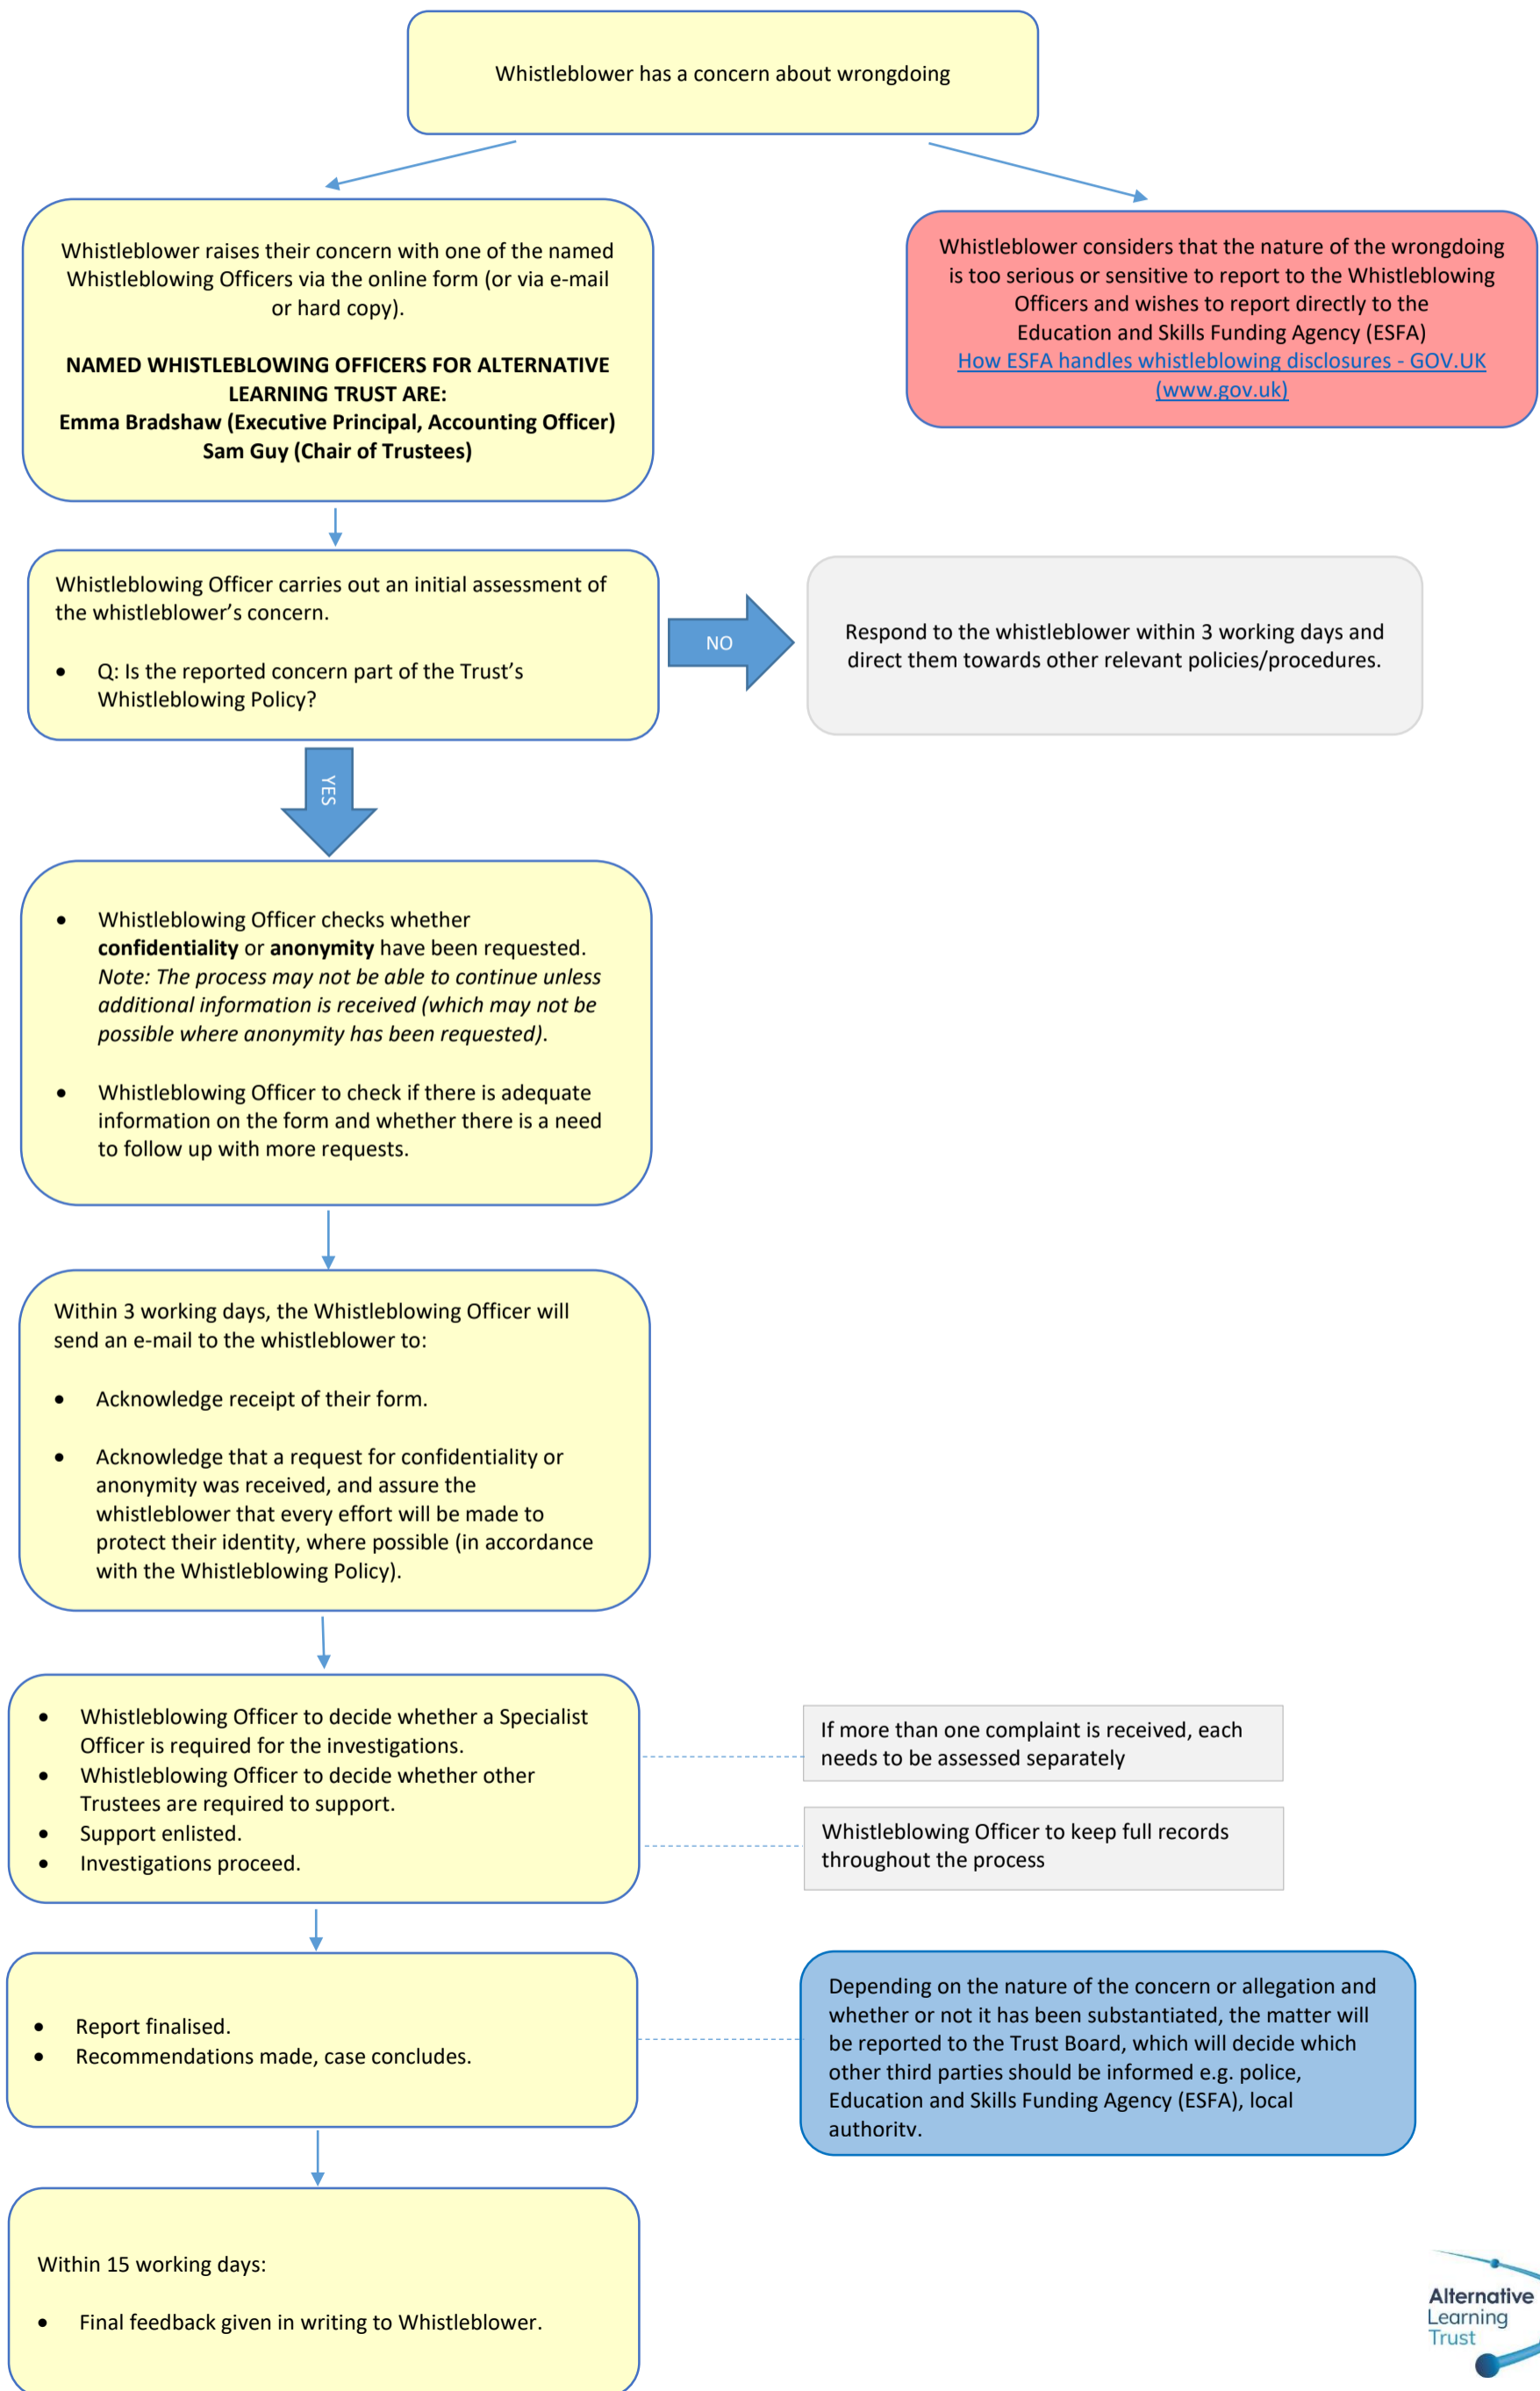 Whistleblower has a concern about wrongdoing
Whistleblower raises their concern with one of the named
Whistleblowing Officers via the online form (or via e-mail
or hard copy).
NAMED WHISTLEBLOWING OFFICERS FOR ALTERNATIVE
LEARNING TRUST ARE:
Emma Bradshaw (Executive Principal, Accounting Officer)
Sam Guy (Chair of Trustees)
Whistleblower considers that the nature of the wrongdoing
is too serious or sensitive to report to the Whistleblowing
Officers and wishes to report directly to the
Education and Skills Funding Agency (ESFA)
How ESFA handles whistleblowing disclosures - GOV.UK
(www.gov.uk)
Whistleblowing Officer carries out an initial assessment of
the whistleblower’s concern.
• Q: Is the reported concern part of the Trust’s
Whistleblowing Policy?
NO
Respond to the whistleblower within 3 working days and
direct them towards other relevant policies/procedures.
YES
• Whistleblowing Officer checks whether
confidentiality or anonymity have been requested.
Note: The process may not be able to continue unless
additional information is received (which may not be
possible where anonymity has been requested).
• Whistleblowing Officer to check if there is adequate
information on the form and whether there is a need
to follow up with more requests.
Within 3 working days, the Whistleblowing Officer will
send an e-mail to the whistleblower to:
• Acknowledge receipt of their form.
• Acknowledge that a request for confidentiality or
anonymity was received, and assure the
whistleblower that every effort will be made to
protect their identity, where possible (in accordance
with the Whistleblowing Policy).
• Whistleblowing Officer to decide whether a Specialist
Officer is required for the investigations.
• Whistleblowing Officer to decide whether other
Trustees are required to support.
• Support enlisted.
• Investigations proceed.
If more than one complaint is received, each
needs to be assessed separately
Whistleblowing Officer to keep full records
throughout the process
• Report finalised.
• Recommendations made, case concludes.
Depending on the nature of the concern or allegation and
whether or not it has been substantiated, the matter will
be reported to the Trust Board, which will decide which
other third parties should be informed e.g. police,
Education and Skills Funding Agency (ESFA), local
authority.
Within 15 working days:
• Final feedback given in writing to Whistleblower.
Alternative
Learning
Trust